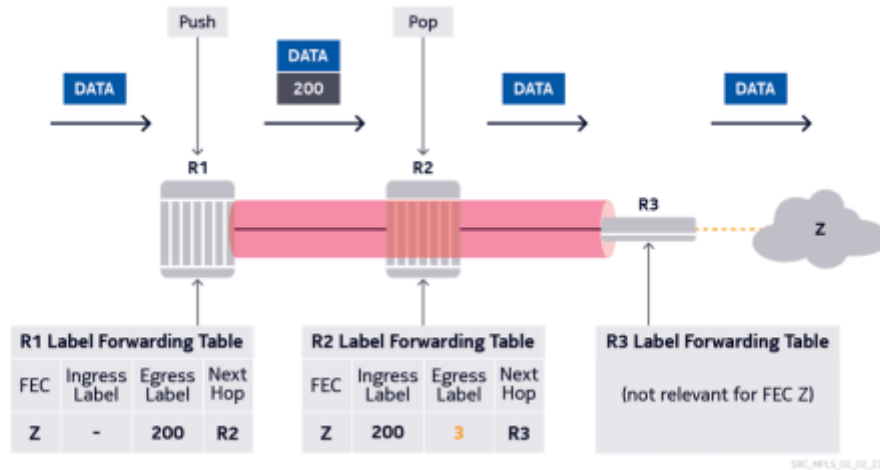 Push
Pop
DATA
DATA
200
DATA
DATA
R1
R2
R3
Z
R1 Label Forwarding Table
FEC Ingress Label Egress Label Next Hop
Z - 200 R2
R2 Label Forwarding Table
FEC Ingress Label Egress Label Next Hop
Z 200 3 R3
R3 Label Forwarding Table
(not relevant for FEC Z)